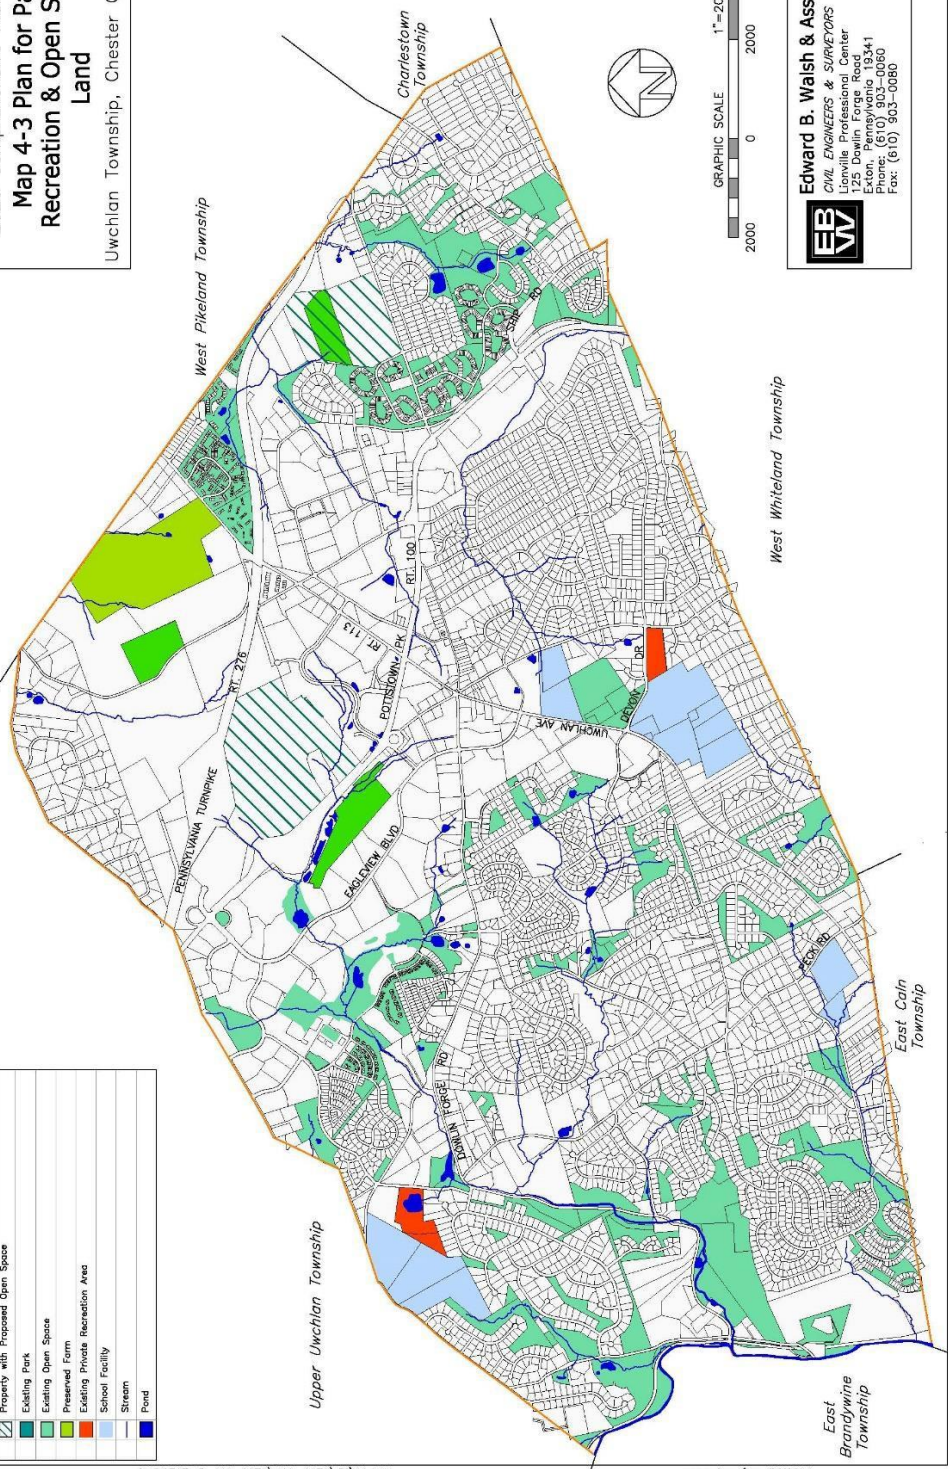 Map 4-3 Plan for Pa
Recreation & Open S
Land
Uwchlan Township, Chester
Property with Proposed Open Space
Existing Park
Existing Open Space
Preserved Farm
Existing Private Recreation Area
School Facility
Stream
Pond
Charlestown
Township
West Pikeland Township
West Whiteland Township
East Caln
Township
East
Brandywine
Township
Upper Uwchlan Township
PENNSYLVANIA TURNPIKE
RT. 276
RT. 100
RT. 113
POTTSTOWN PK
EAGLEVIEW BLVD
UWCHLAN AVE
DEVON DR
SHIP RD
PECK RD
DOWLIN FORGE RD
N
GRAPHIC SCALE 1"=20
2000 0 2000
EBW
Edward B. Walsh & Ass
CIVIL ENGINEERS & SURVEYORS
Lionville Professional Center
125 Dowlin Forge Road
Exton, Pennsylvania 19341
Phone: (610) 903-0060
Fax: (610) 903-0080